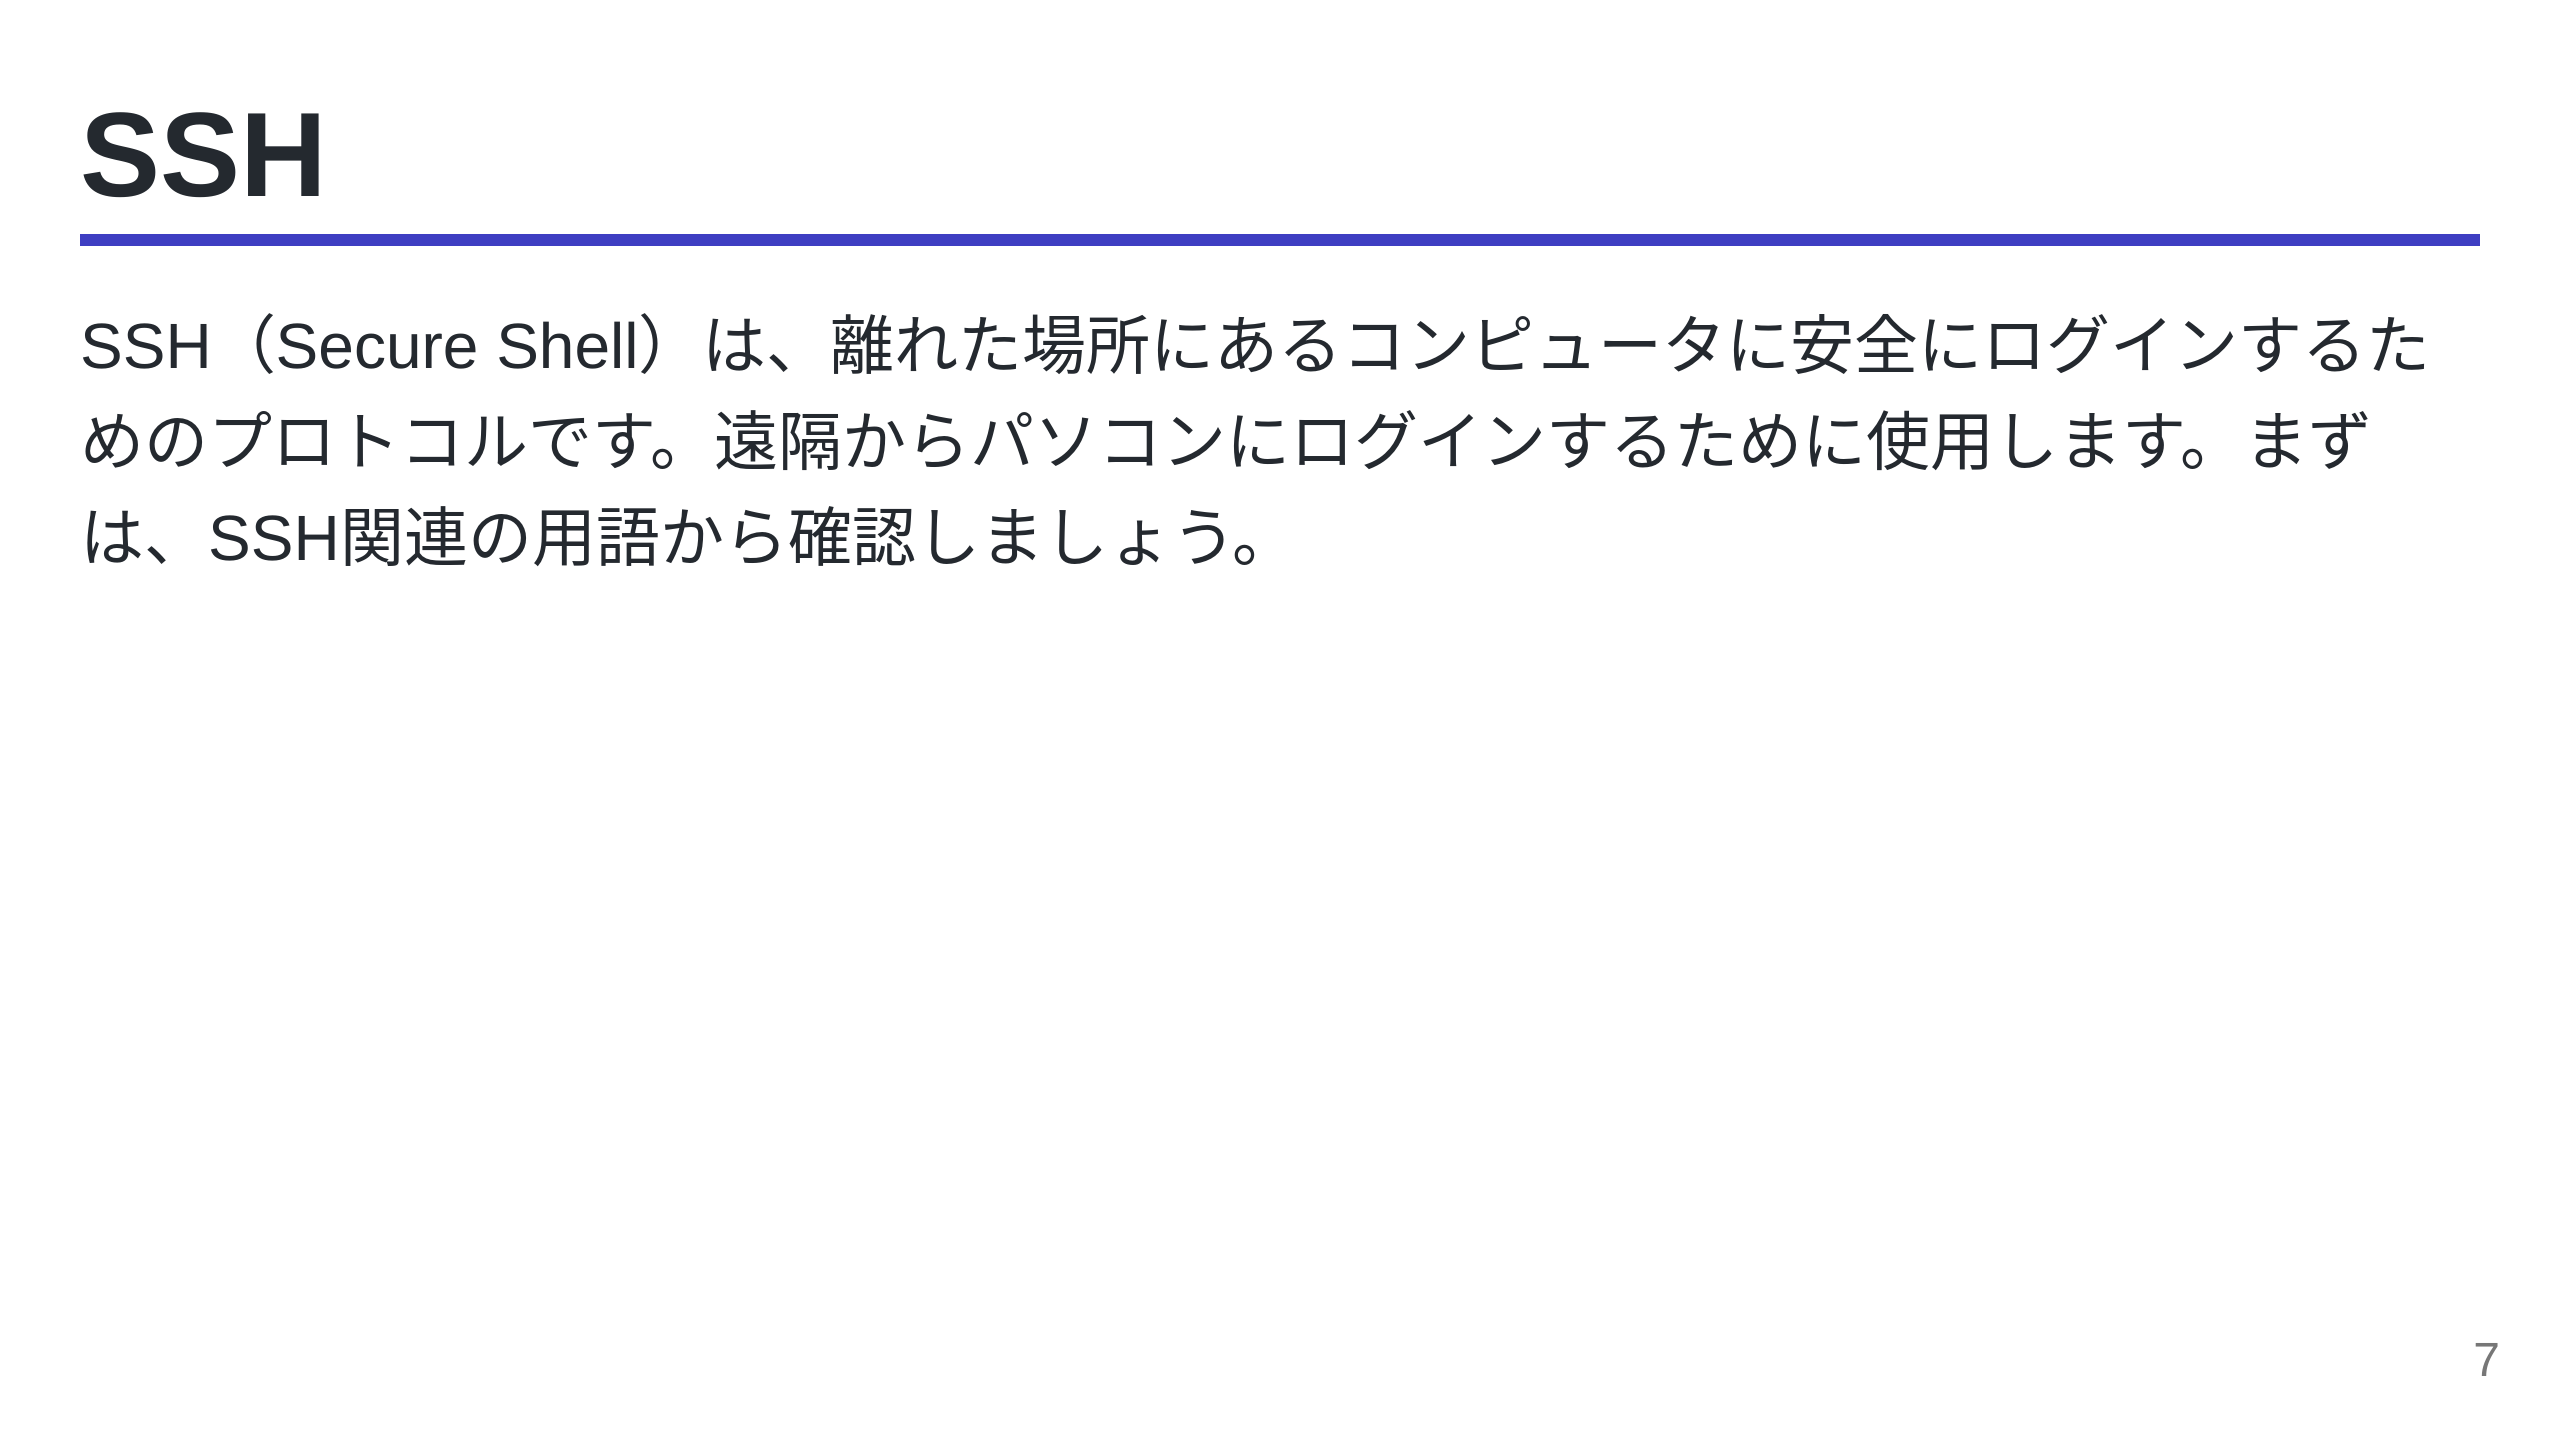 SSH
SSH（Secure Shell）は、離れた場所にあるコンピュータに安全にログインするた
めのプロトコルです。遠隔からパソコンにログインするために使用します。まず
は、SSH関連の用語から確認しましょう。
7